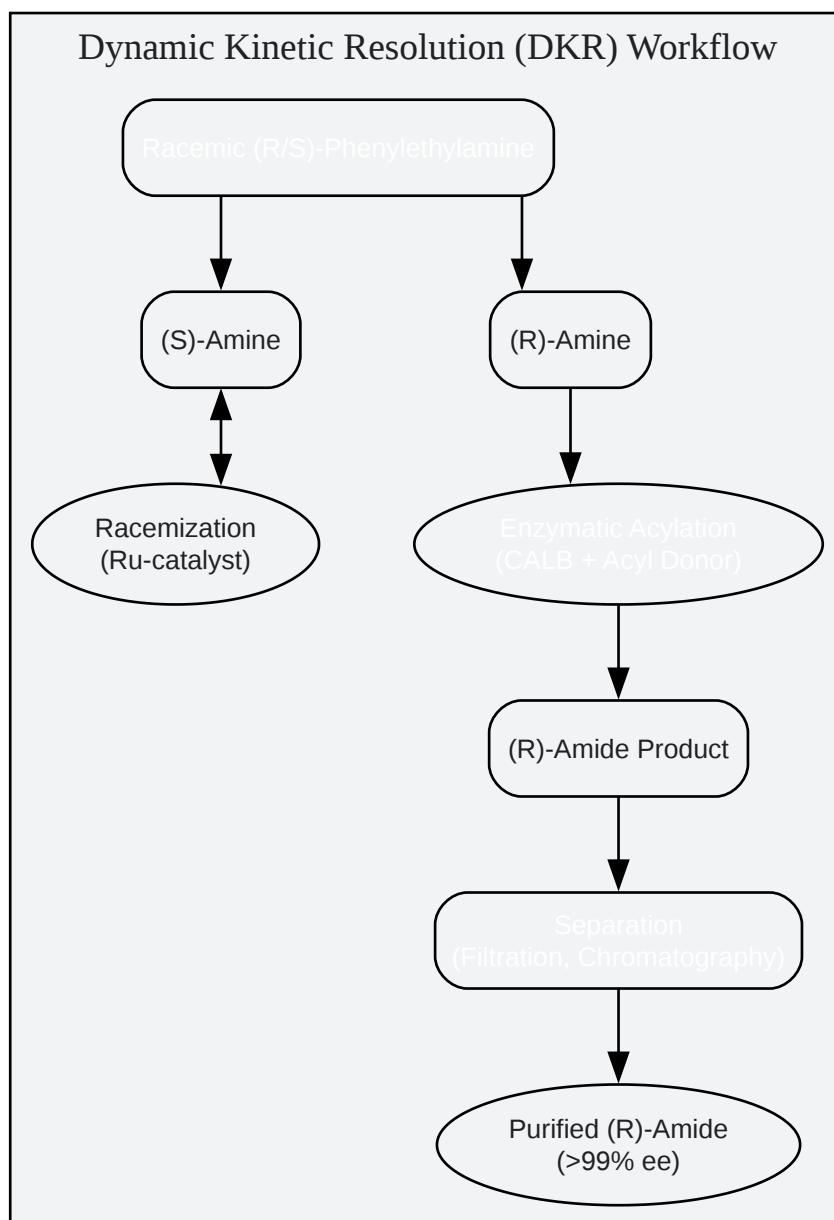 Dynamic Kinetic Resolution (DKR) Workflow
Racemic (R/S)-Phenylethylamine
(S)-Amine
(R)-Amine
Racemization
(Ru-catalyst)
Enzymatic Acylation
(CALB + Acyl Donor)
(R)-Amide Product
Separation
(Filtration, Chromatography)
Purified (R)-Amide
(>99% ee)